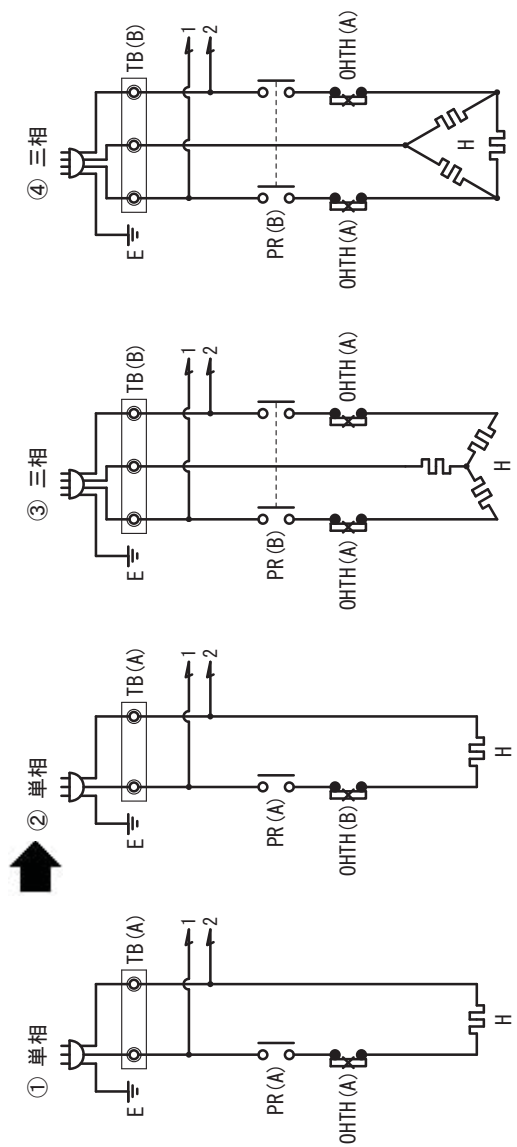 ① 単相
TB(A)
E
1
2
PR(A)
OHTH(A)
H
② 単相
TB(A)
E
1
2
PR(A)
OHTH(B)
H
③ 三相
TB(B)
E
1
2
PR(B)
OHTH(A)
OHTH(A)
H
④ 三相
TB(B)
E
1
2
PR(B)
OHTH(A)
OHTH(A)
H